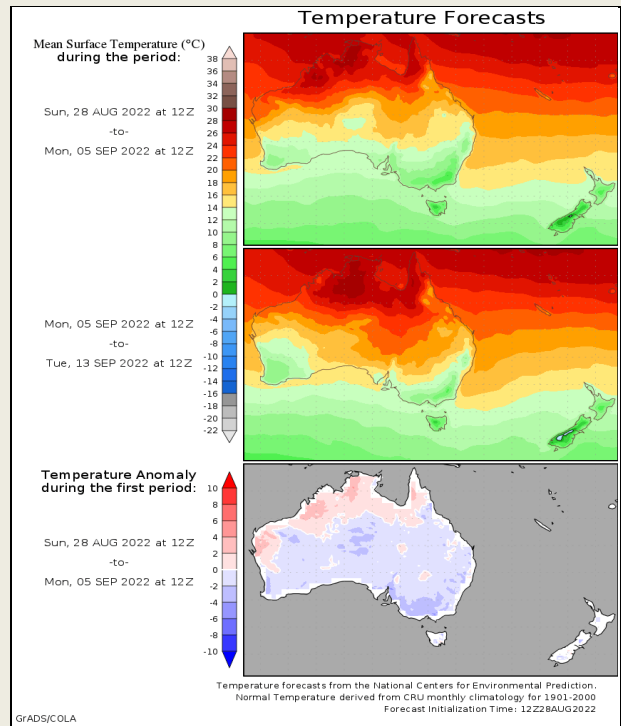 Temperature Forecasts
Mean Surface Temperature (°C)
during the period:
38
36
34
32
30
28
26
24
22
20
18
16
14
12
10
8
6
4
2
0
-2
-4
-6
-8
-10
-12
-14
-16
-18
-20
-22
Sun, 28 AUG 2022 at 12Z
-to-
Mon, 05 SEP 2022 at 12Z
Mon, 05 SEP 2022 at 12Z
-to-
Tue, 13 SEP 2022 at 12Z
Temperature Anomaly
during the first period:
10
8
6
4
2
0
-2
-4
-6
-8
-10
Sun, 28 AUG 2022 at 12Z
-to-
Mon, 05 SEP 2022 at 12Z
Temperature forecasts from the National Centers for Environmental Prediction.
Normal Temperature derived from CRU monthly climatology for 1901-2000
Forecast Initialization Time: 12Z28AUG2022
GrADS/COLA